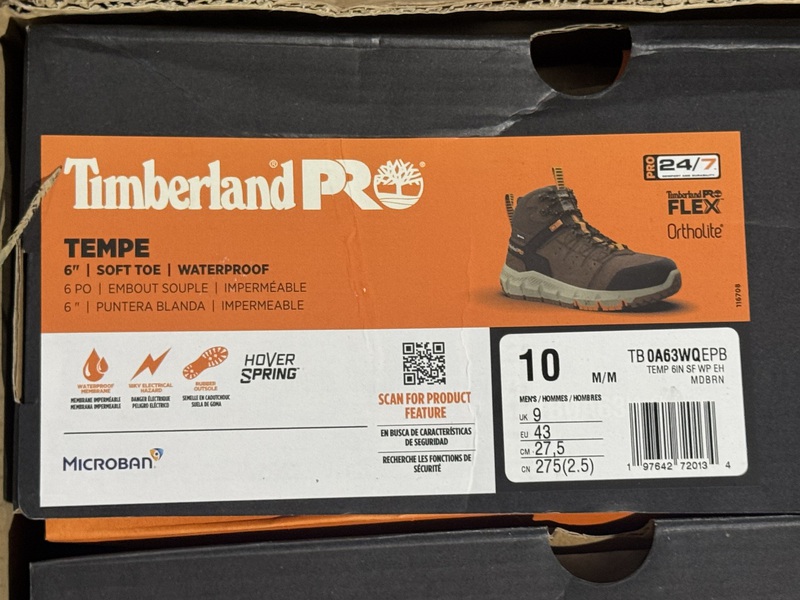 Timberland® PRO®
PRO 24/7
Timberland PRO
FLEX
Ortholite®
TEMPE
6" | SOFT TOE | WATERPROOF
6 PO | EMBOUT SOUPLE | IMPERMÉABLE
6 " | PUNTERA BLANDA | IMPERMEABLE
116708
WATERPROOF
MEMBRANE
MEMBRANE IMPERMÉABLE
MEMBRANA IMPERMEABLE
ELECTRICAL
HAZARD
DANGER ÉLECTRIQUE
PELIGRO ELÉCTRICO
RUBBER
OUTSOLE
SEMELLE EN CAOUTCHOUC
SUELA DE GOMA
HOVER
SPRING™
SCAN FOR PRODUCT
FEATURE
EN BUSCA DE CARACTERÍSTICAS
DE SEGURIDAD
RECHERCHE LES FONCTIONS DE
SÉCURITÉ
MICROBAN®
10 M/M
MEN'S / HOMMES / HOMBRES
UK 9
EU 43
CM 27,5
CN 275(2.5)
TB 0A63WQEPB
TEMP 6IN SF WP EH
MDBRN
1 97642 72013 4